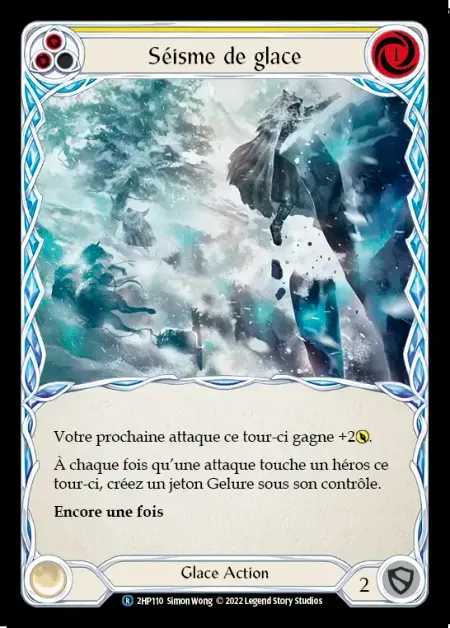 1
Séisme de glace
Votre prochaine attaque ce tour-ci gagne +2.
À chaque fois qu'une attaque touche un héros ce
tour-ci, créez un jeton Gelure sous son contrôle.
Encore une fois
Glace Action
2
R 2HP110 Simon Wong © 2022 Legend Story Studios